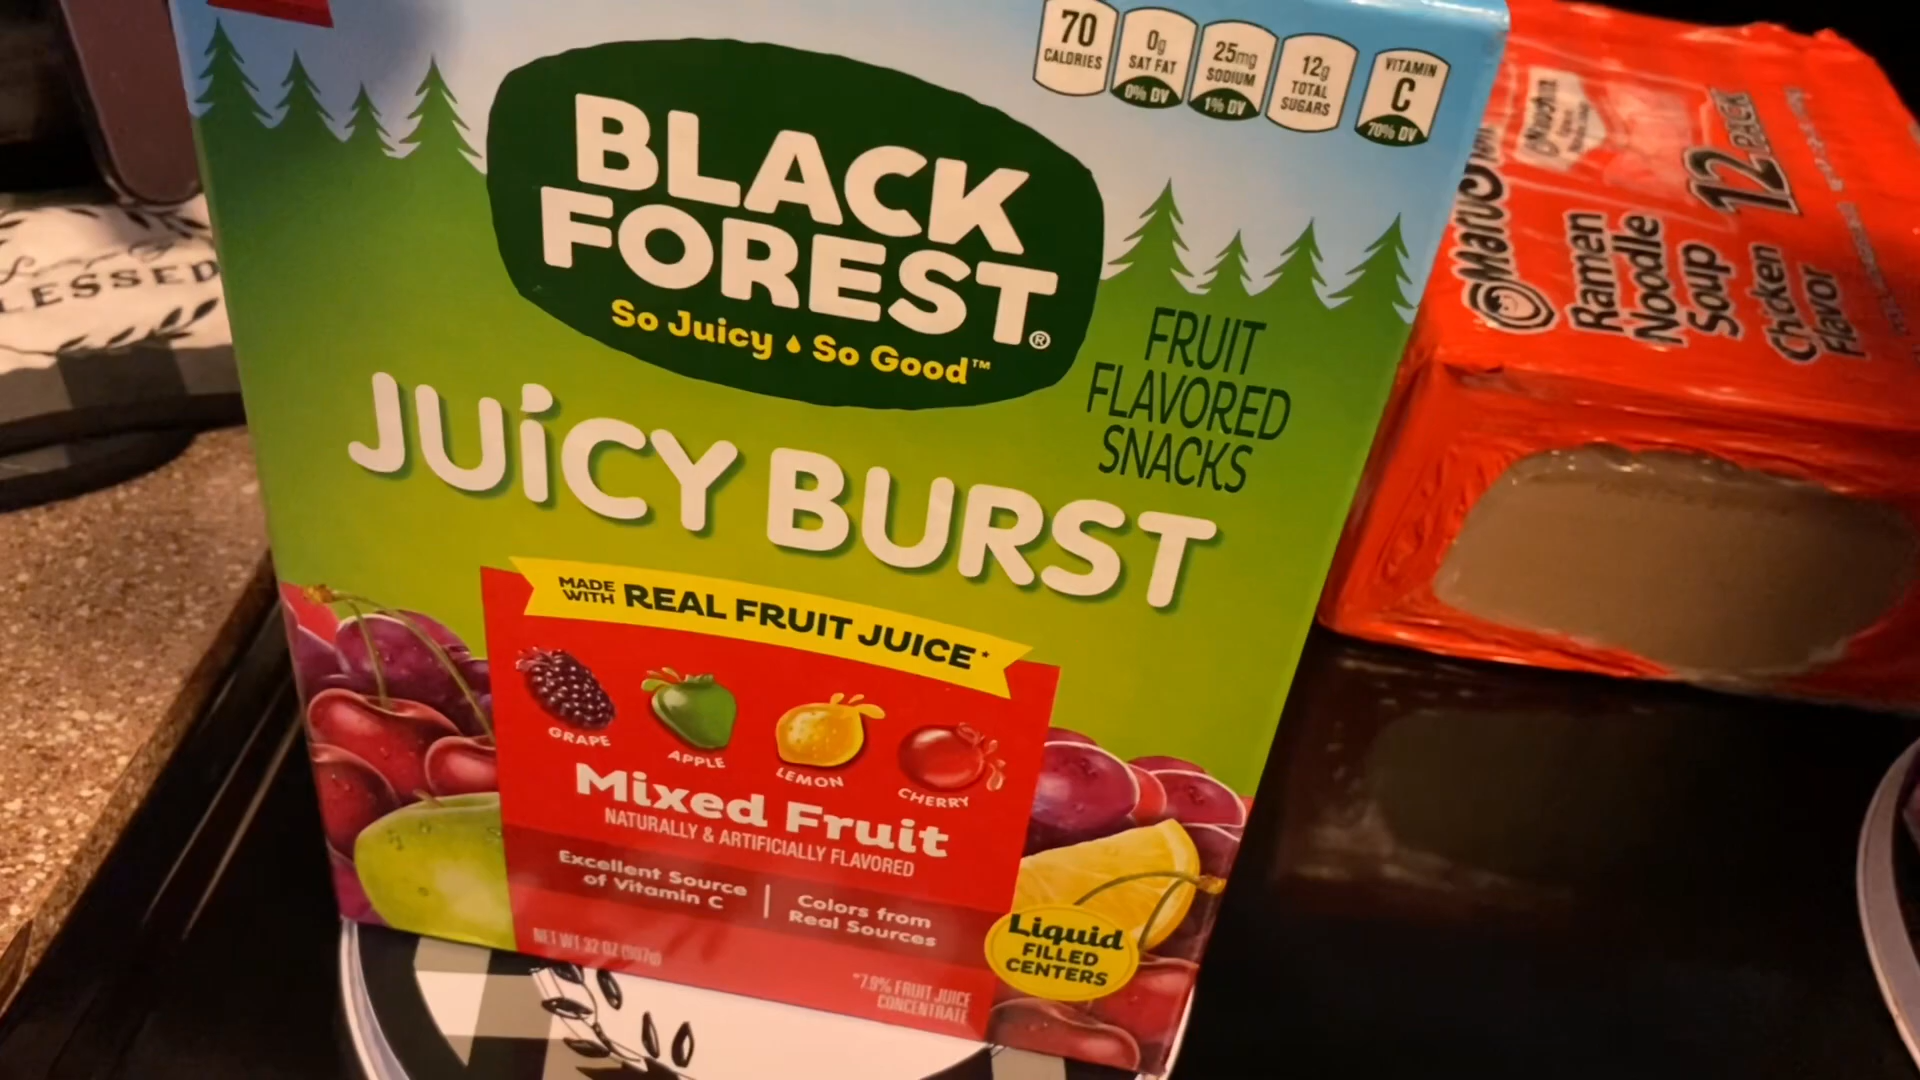 70
CALORIES
0g
SAT FAT
0% DV
25mg
SODIUM
1% DV
12g
TOTAL
SUGARS
VITAMIN
C
70% DV
BLACK
FOREST®
So Juicy So Good™
FRUIT
FLAVORED
SNACKS
JUiCY BURST
MADE
WITH REAL FRUIT JUICE*
GRAPE
APPLE
LEMON
CHERRY
Mixed Fruit
NATURALLY & ARTIFICIALLY FLAVORED
Excellent Source
of Vitamin C
Colors from
Real Sources
NET WT 32 OZ (907g)
*7.9% FRUIT JUICE
CONCENTRATE
Liquid
FILLED
CENTERS
LESSED
Maruchan
Ramen
Noodle
Soup
12 PACK
Chicken
Flavor